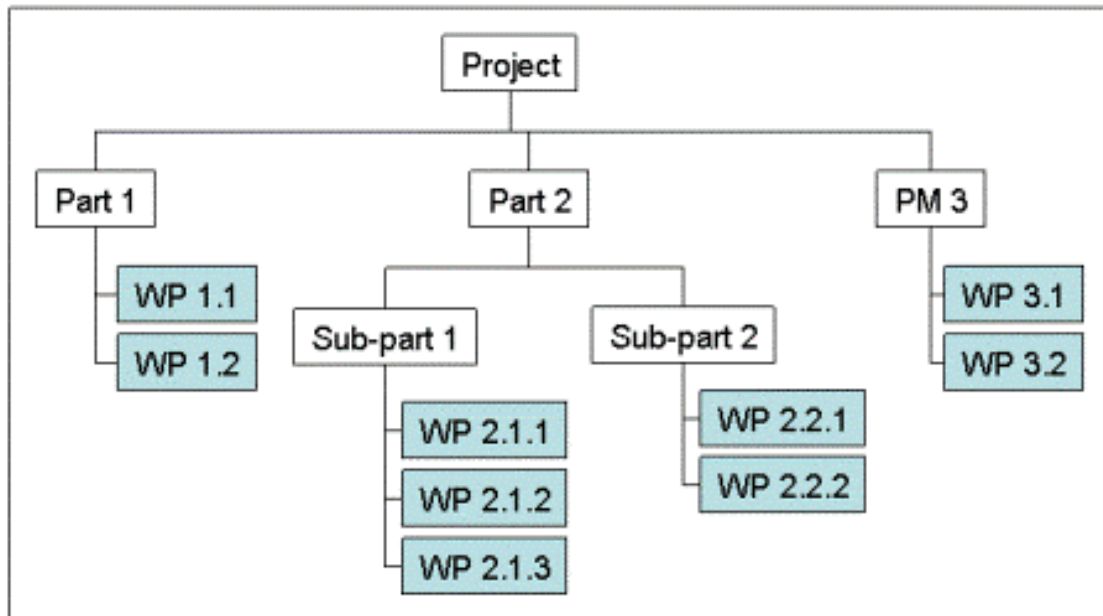 Project
Part 1
Part 2
PM 3
WP 1.1
WP 1.2
Sub-part 1
Sub-part 2
WP 3.1
WP 3.2
WP 2.1.1
WP 2.1.2
WP 2.1.3
WP 2.2.1
WP 2.2.2